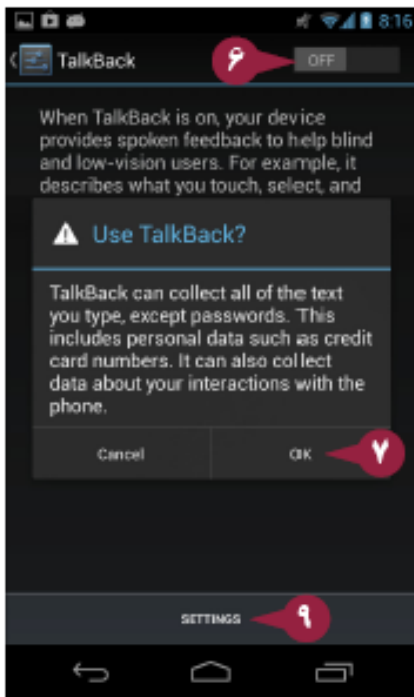 8:16
TalkBack
۶
OFF
When TalkBack is on, your device
provides spoken feedback to help blind
and low-vision users. For example, it
describes what you touch, select, and
Use TalkBack?
TalkBack can collect all of the text
you type, except passwords. This
includes personal data such as credit
card numbers. It can also collect
data about your interactions with the
phone.
Cancel
OK
۷
SETTINGS
۹